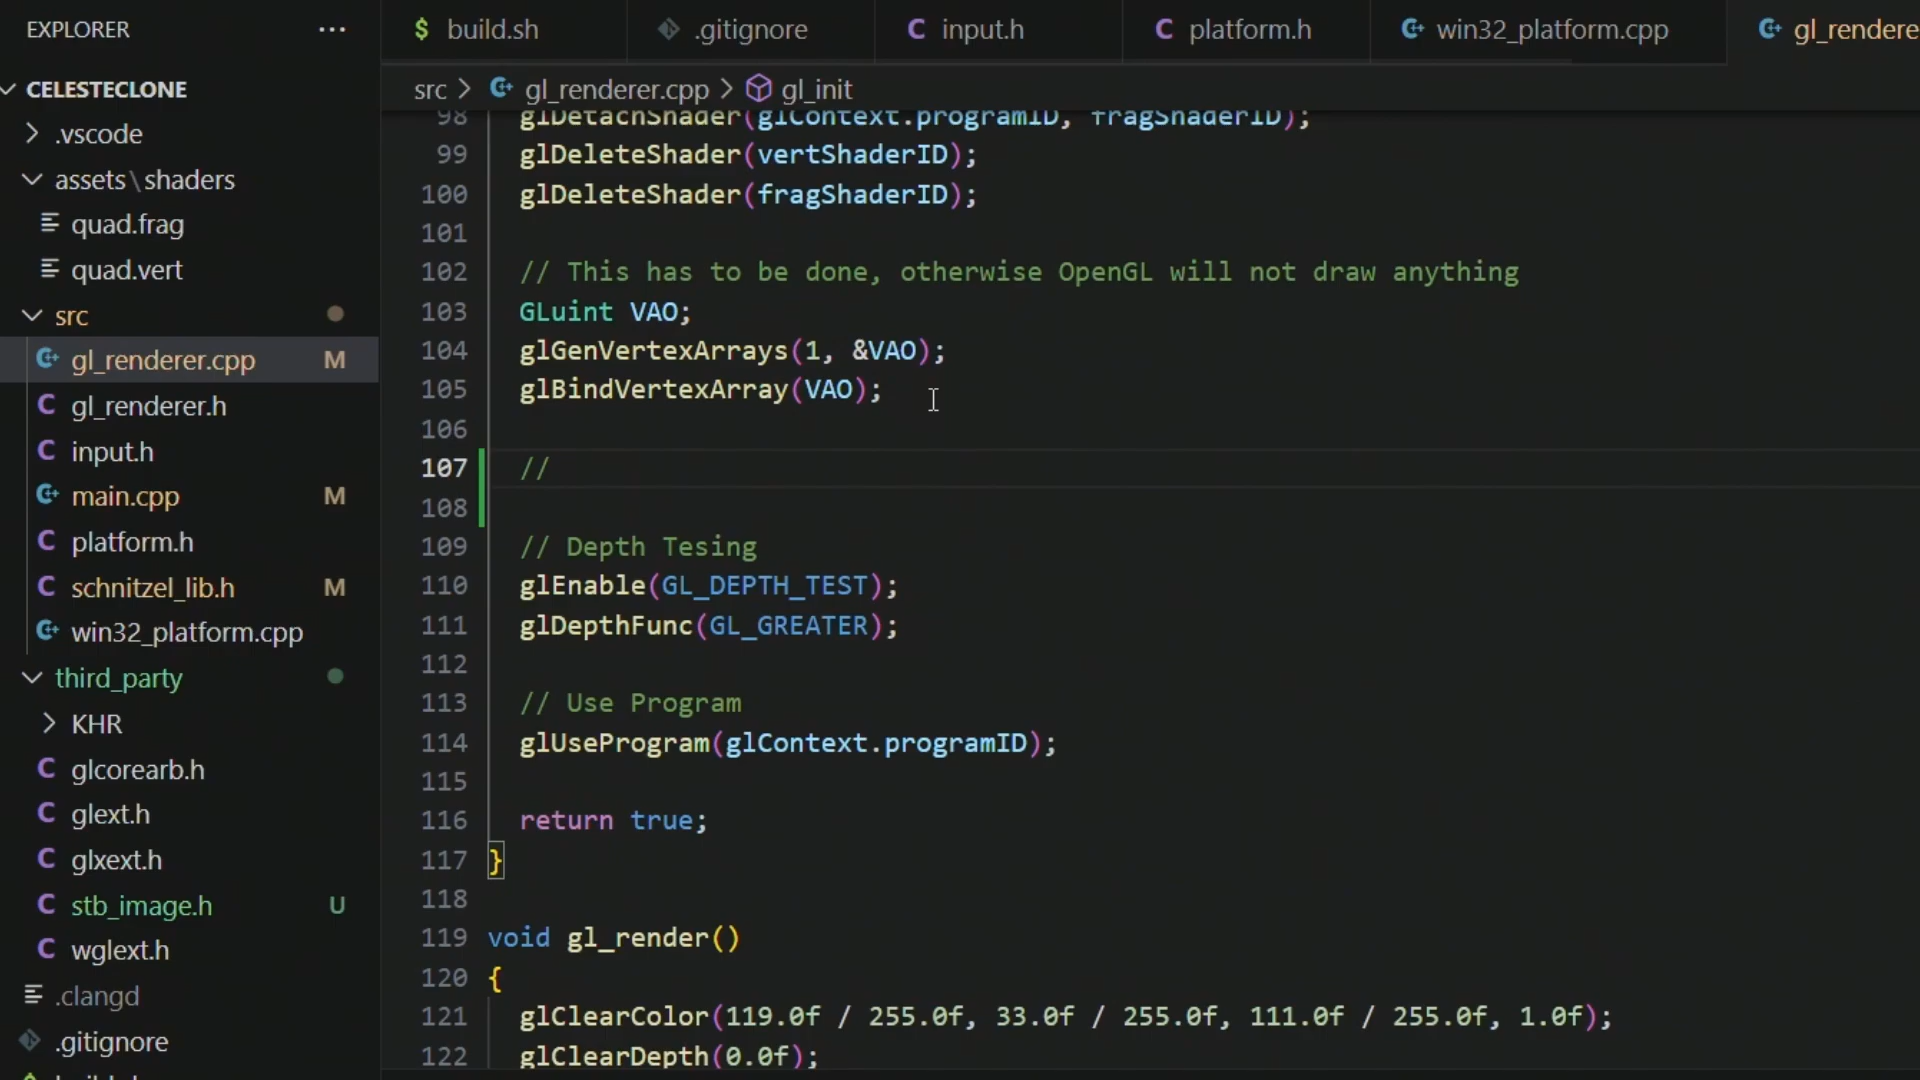 EXPLORER ...
CELESTECLONE
.vscode
assets\shaders
quad.frag
quad.vert
src
gl_renderer.cpp M
gl_renderer.h
input.h
main.cpp M
platform.h
schnitzel_lib.h M
win32_platform.cpp
third_party
KHR
glcorearb.h
glext.h
glxext.h
stb_image.h U
wglext.h
.clangd
.gitignore
$ build.sh .gitignore C input.h C platform.h win32_platform.cpp gl_rendere
src > gl_renderer.cpp > gl_init
98 glDetachShader(glContext.programID, fragShaderID);
99 glDeleteShader(vertShaderID);
100 glDeleteShader(fragShaderID);
101
102 // This has to be done, otherwise OpenGL will not draw anything
103 GLuint VAO;
104 glGenVertexArrays(1, &VAO);
105 glBindVertexArray(VAO);
106
107 //
108
109 // Depth Tesing
110 glEnable(GL_DEPTH_TEST);
111 glDepthFunc(GL_GREATER);
112
113 // Use Program
114 glUseProgram(glContext.programID);
115
116 return true;
117 }
118
119 void gl_render()
120 {
121 glClearColor(119.0f / 255.0f, 33.0f / 255.0f, 111.0f / 255.0f, 1.0f);
122 glClearDepth(0.0f);